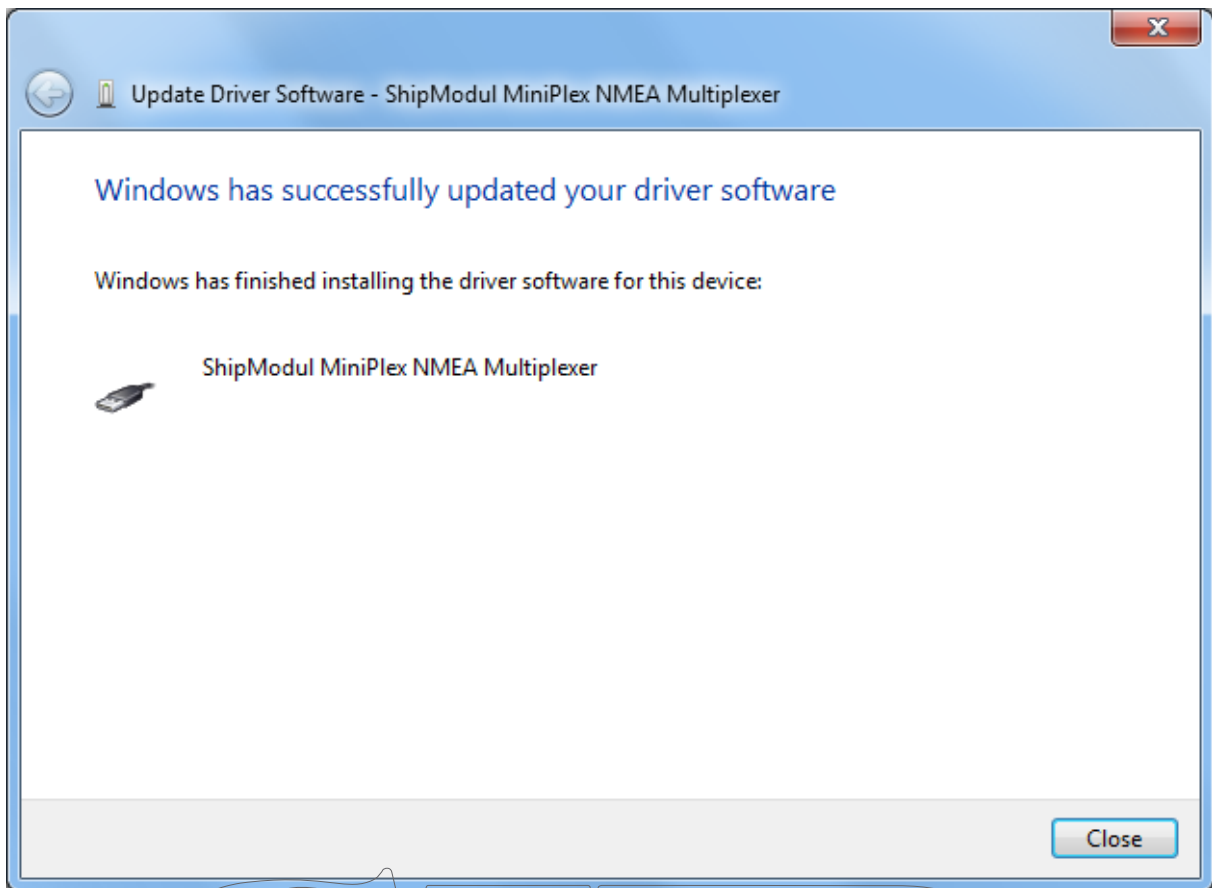 Update Driver Software - ShipModul MiniPlex NMEA Multiplexer
Windows has successfully updated your driver software
Windows has finished installing the driver software for this device:
ShipModul MiniPlex NMEA Multiplexer
Close